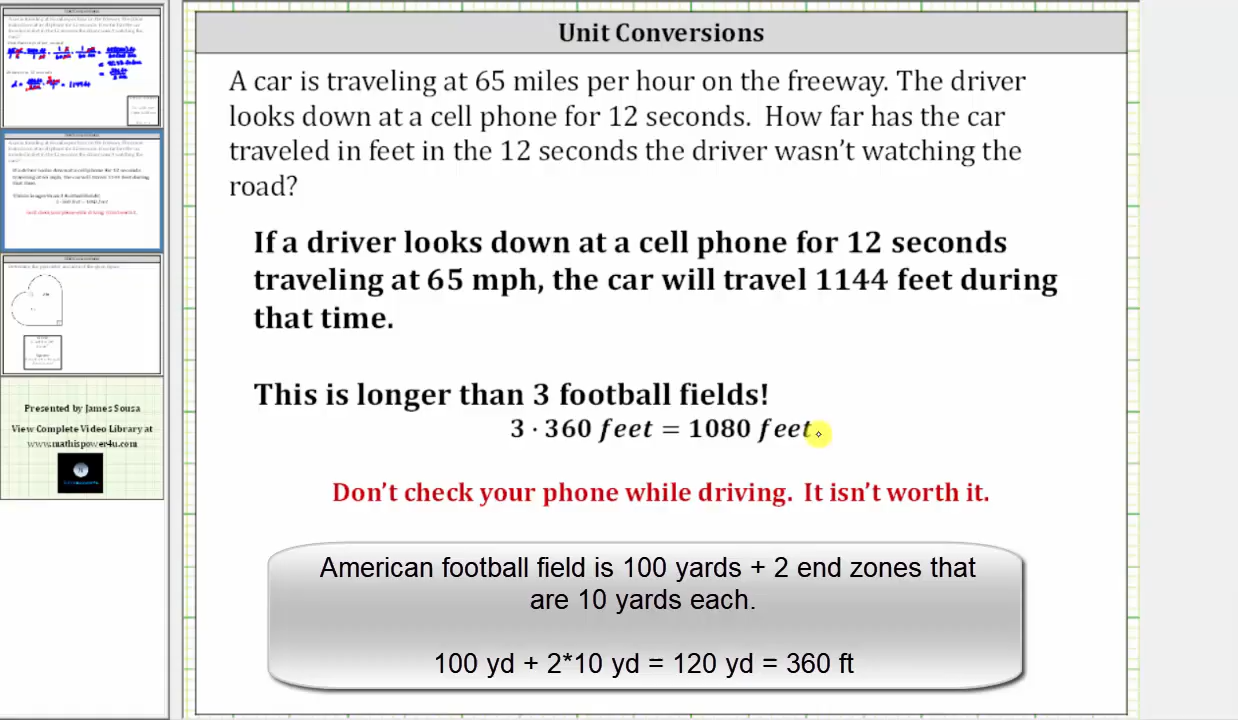 Unit Conversions
A car is traveling at 65 miles per hour on the freeway. The driver
looks down at a cell phone for 12 seconds.  How far has the car
traveled in feet in the 12 seconds the driver wasn't watching the
road?
If a driver looks down at a cell phone for 12 seconds
traveling at 65 mph, the car will travel 1144 feet during
that time.
This is longer than 3 football fields!
3 · 360 feet = 1080 feet
Don't check your phone while driving.  It isn't worth it.
American football field is 100 yards + 2 end zones that
are 10 yards each.
100 yd + 2*10 yd = 120 yd = 360 ft
Presented by James Sousa
View Complete Video Library at
www.mathispower4u.com